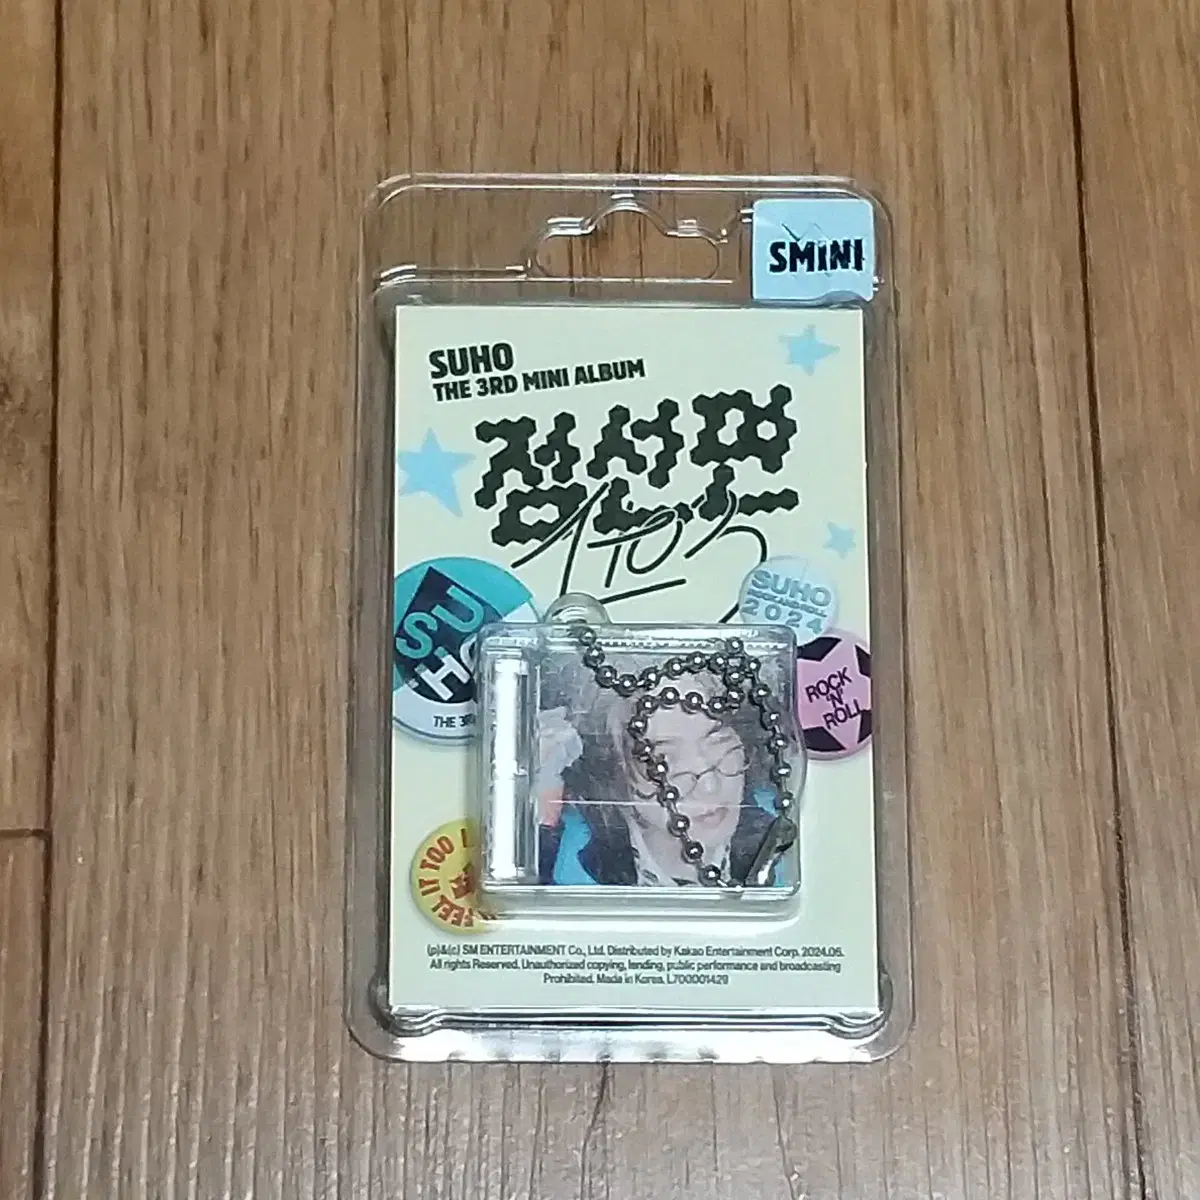 SMiNI
SUHO
THE 3RD MINI ALBUM
점선면
1 TO 3
SU
HO
THE 3R
SUHO
2024
ROCK
'N'
ROLL
FEEL IT TOO
(p)&(c) SM ENTERTAINMENT Co., Ltd. Distributed by Kakao Entertainment Corp. 2024.05.
All rights Reserved. Unauthorized copying, lending, public performance and broadcasting
Prohibited. Made in Korea. L700001429